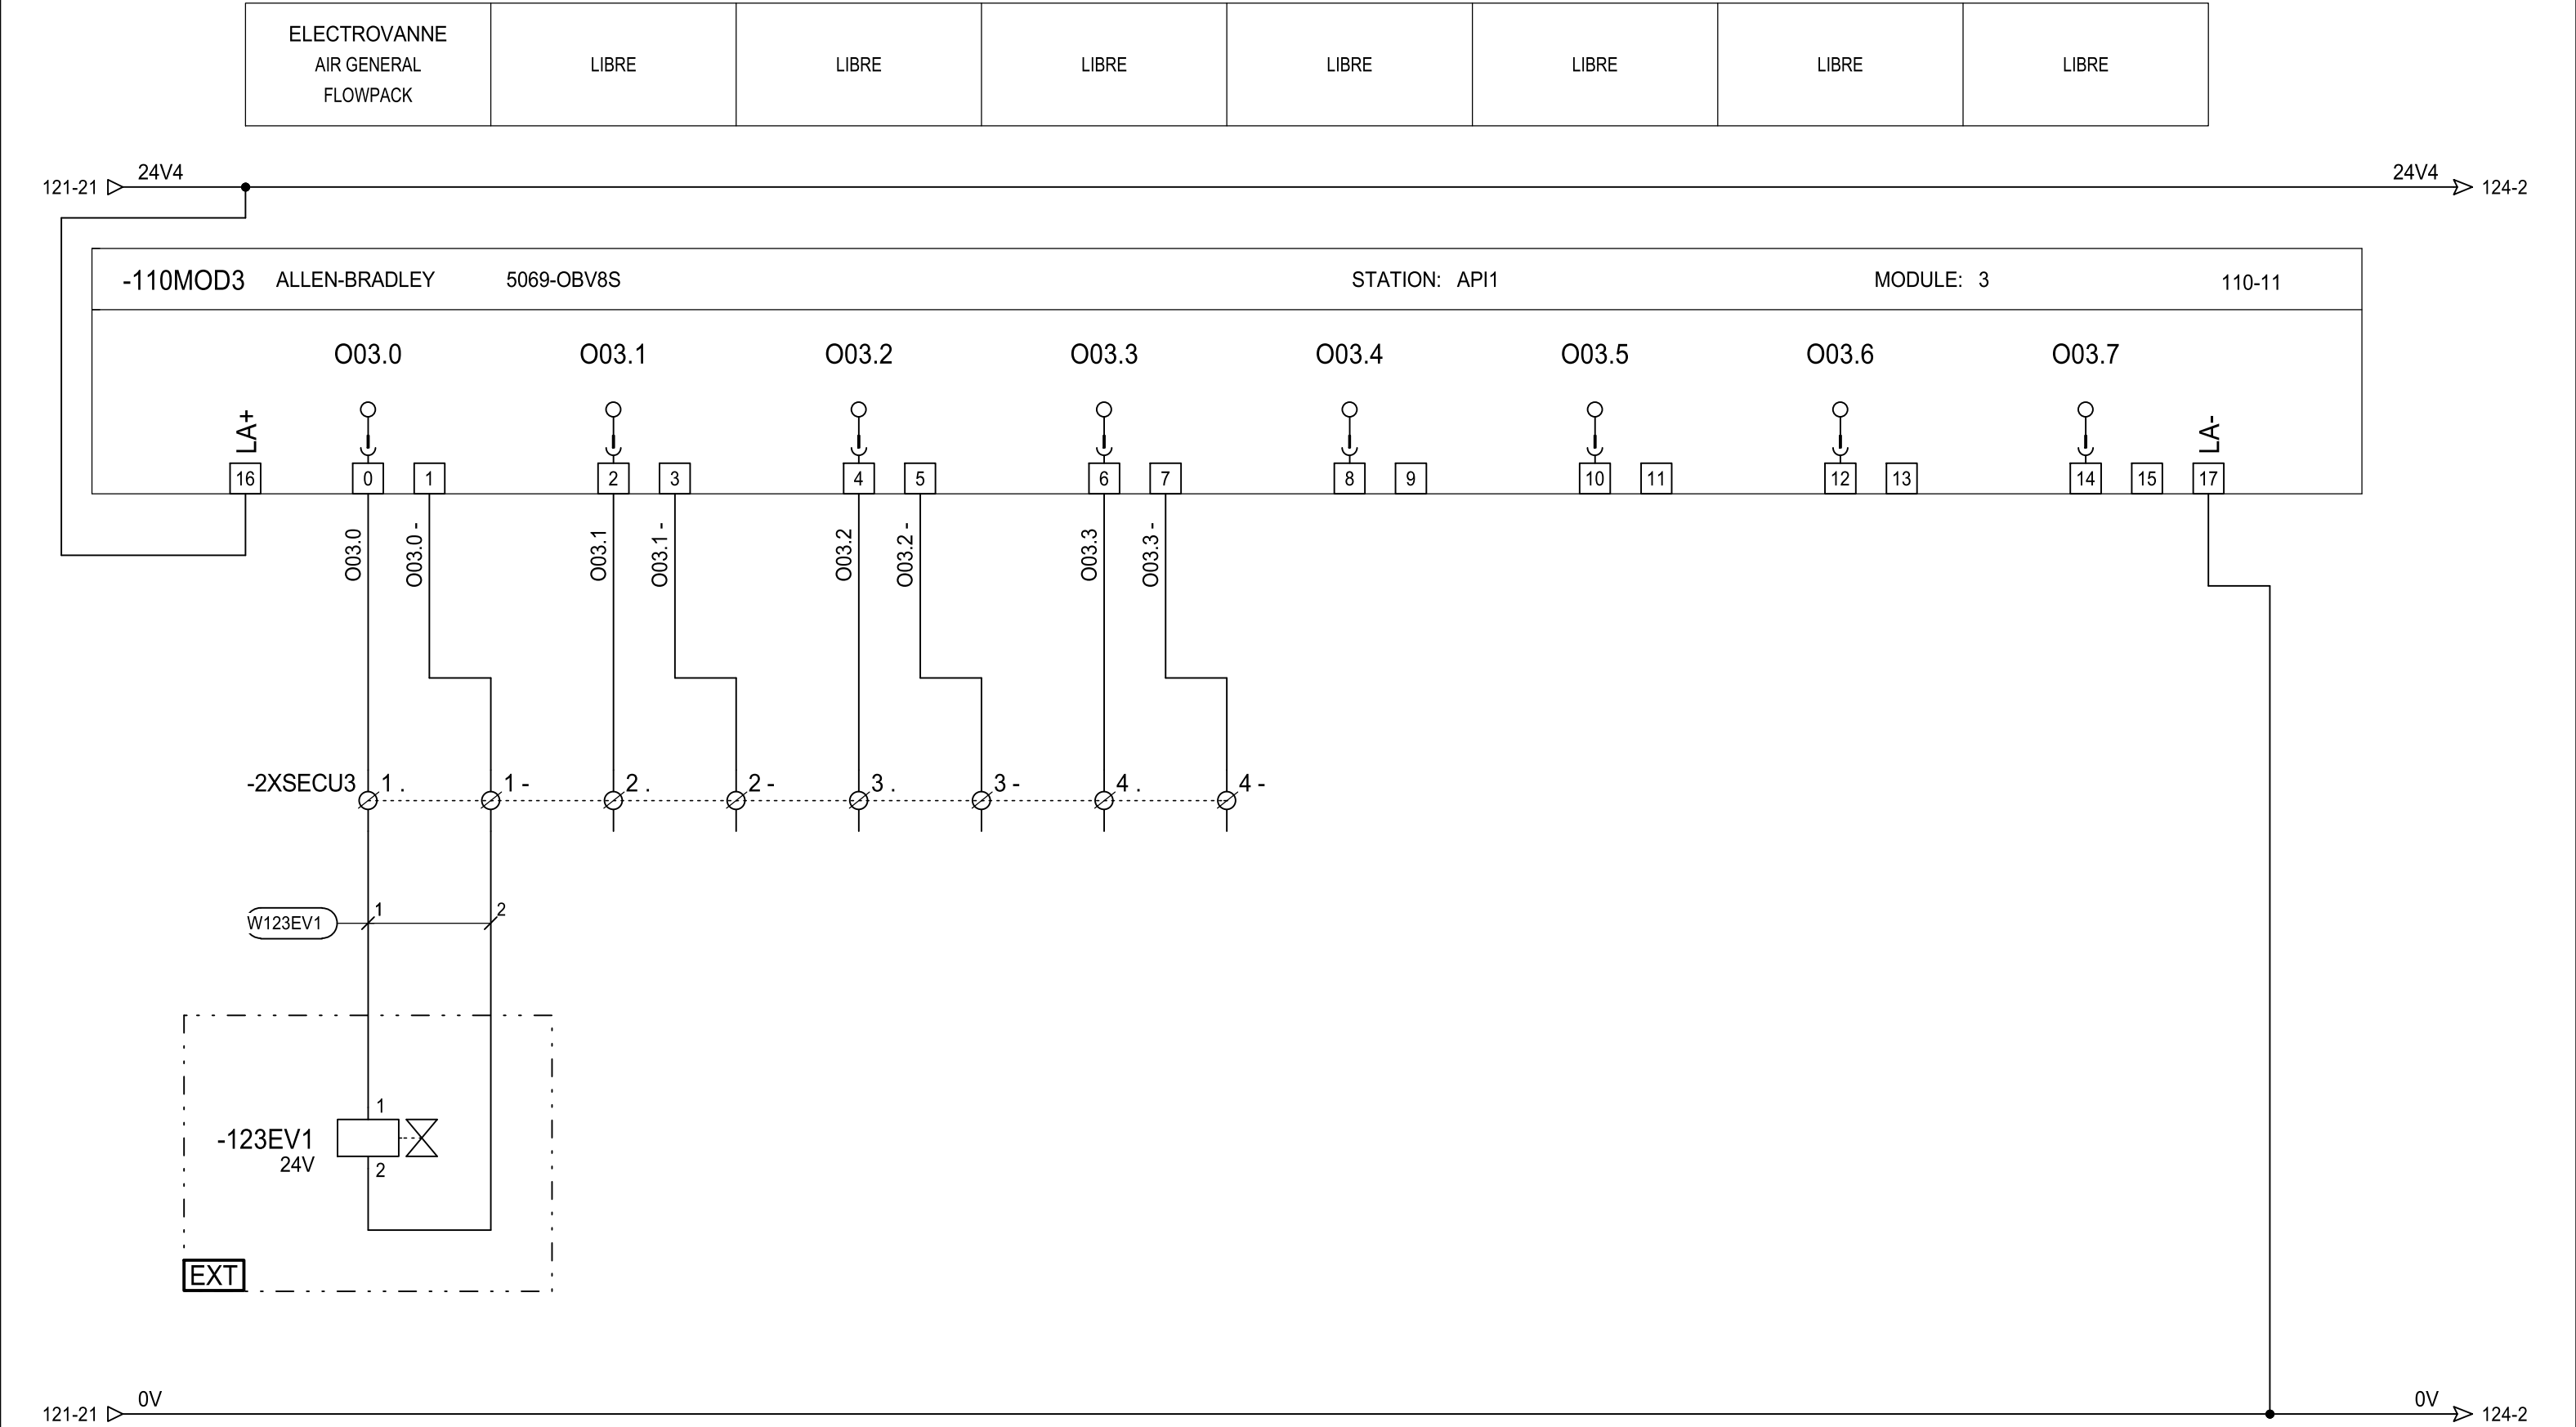 ELECTROVANNE
AIR GENERAL
FLOWPACK
LIBRE LIBRE LIBRE LIBRE LIBRE LIBRE LIBRE
24V4 24V4
121-21 124-2
-110MOD3 ALLEN-BRADLEY 5069-OBV8S STATION: API1 MODULE: 3 110-11
O03.0 O03.1 O03.2 O03.3 O03.4 O03.5 O03.6 O03.7
LA+ LA-
16 0 1 2 3 4 5 6 7 8 9 10 11 12 13 14 15 17
O03.0 O03.0 - O03.1 O03.1 - O03.2 O03.2 - O03.3 O03.3 -
-2XSECU3 1 . 1 - 2 . 2 - 3 . 3 - 4 . 4 -
1 2
W123EV1
1
-123EV1
24V
2
EXT
0V 0V
121-21 124-2